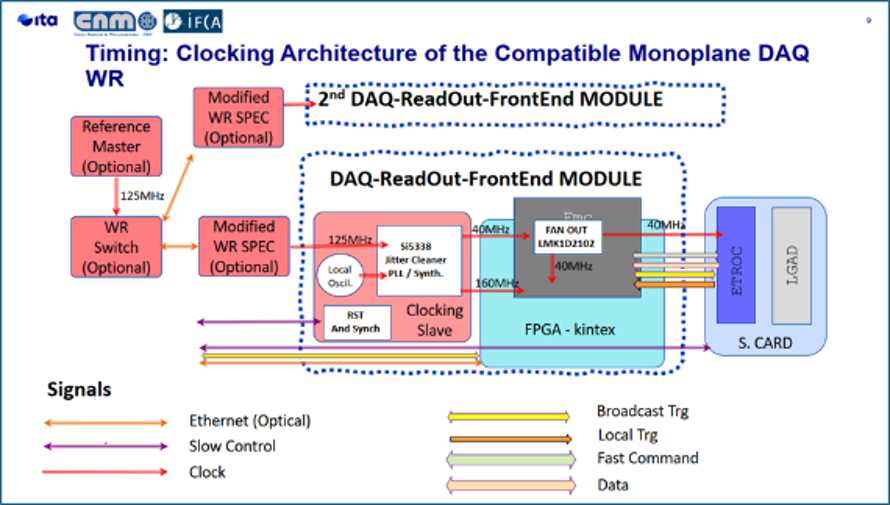 ita
CNM
iFCA
9
Timing: Clocking Architecture of the Compatible Monoplane DAQ
WR
Modified
WR SPEC
(Optional)
2nd DAQ-ReadOut-FrontEnd MODULE
Reference
Master
(Optional)
125MHz
DAQ-ReadOut-FrontEnd MODULE
WR
Switch
(Optional)
Modified
WR SPEC
(Optional)
125MHz
Si5338
Jitter Cleaner
PLL / Synth.
Local
Oscil.
RST
And Synch
Clocking
Slave
40MHz
160MHz
Fmc
FAN OUT
LMK1D2102
40MHz
40MHz
FPGA - kintex
ETROC
LGAD
S. CARD
Signals
Ethernet (Optical)
Slow Control
Clock
Broadcast Trg
Local Trg
Fast Command
Data